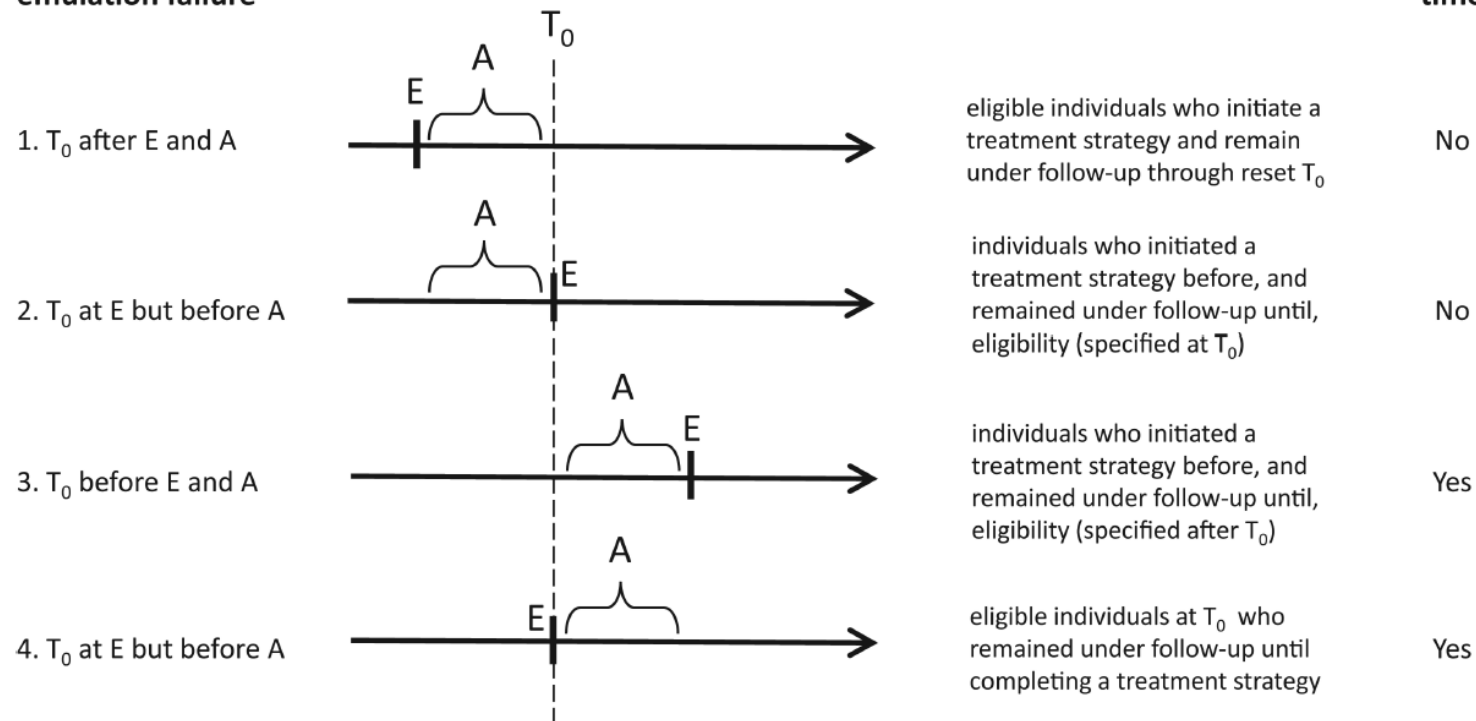 T0
A
E
1. T0 after E and A
eligible individuals who initiate a
treatment strategy and remain
under follow-up through reset T0
No
A
E
2. T0 at E but before A
individuals who initiated a
treatment strategy before, and
remained under follow-up until,
eligibility (specified at T0)
No
A
E
3. T0 before E and A
individuals who initiated a
treatment strategy before, and
remained under follow-up until,
eligibility (specified after T0)
Yes
A
E
4. T0 at E but before A
eligible individuals at T0 who
remained under follow-up until
completing a treatment strategy
Yes